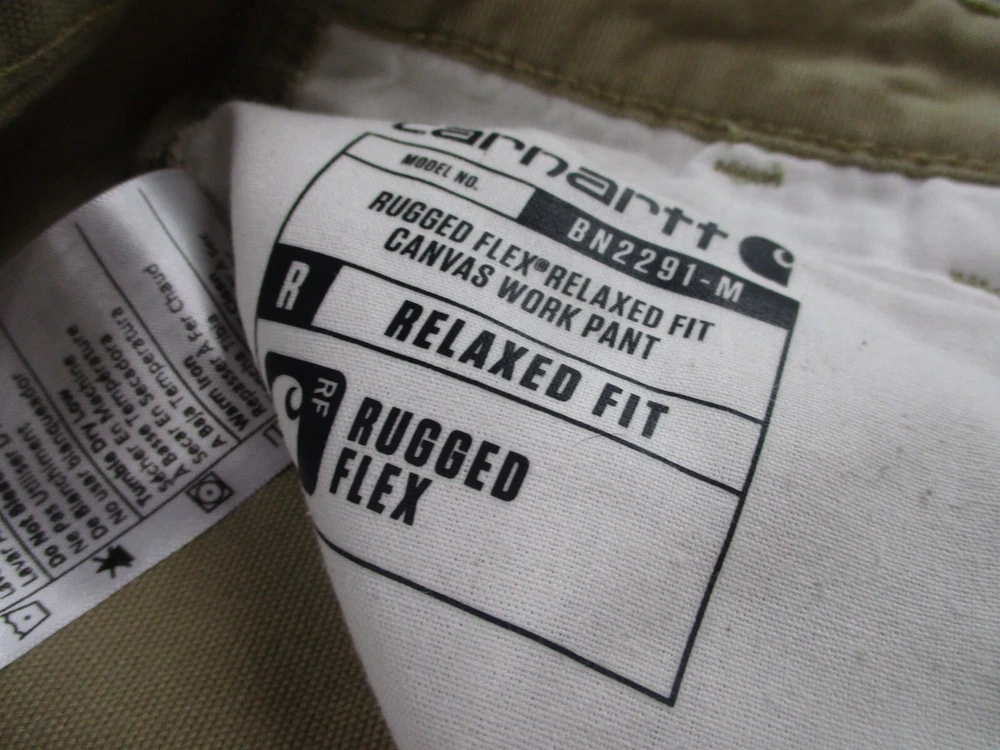 carhartt
MODEL NO.
BN2291-M
RUGGED FLEX® RELAXED FIT
CANVAS WORK PANT
R
RELAXED FIT
RF
RUGGED
FLEX
Do Not
Ne Pas Utiliser
De Blanchiment
No usar blanqueador
Tumble Dry Low
Sécher En Machine
À Basse Température
Secar En Secadora
A Baja Temperatura
Warm Iron
Repasser À Fer Chaud